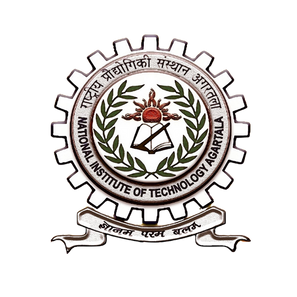 राष्ट्रीय प्रौद्योगिकी संस्थान अगरतला
NATIONAL INSTITUTE OF TECHNOLOGY AGARTALA
ज्ञानम परमं बलम